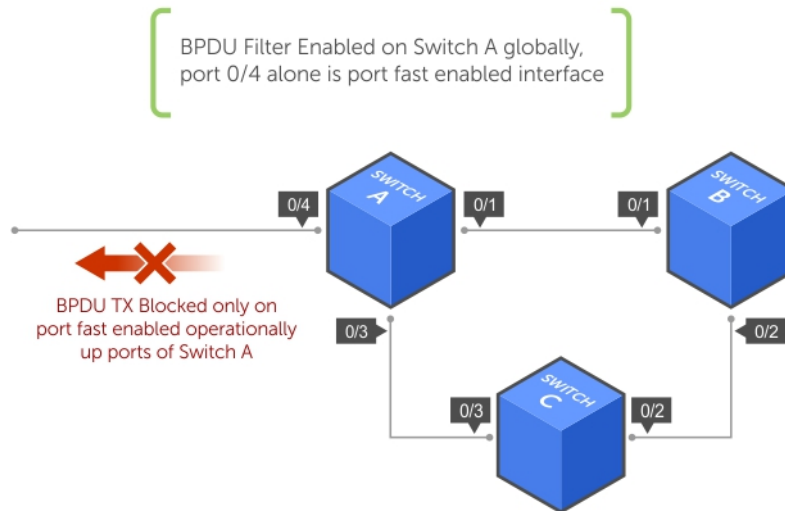 BPDU Filter Enabled on Switch A globally,
port 0/4 alone is port fast enabled interface
SWITCH
A
SWITCH
B
0/4
0/1
0/1
BPDU TX Blocked only on
port fast enabled operationally
up ports of Switch A
0/3
0/2
SWITCH
C
0/3
0/2